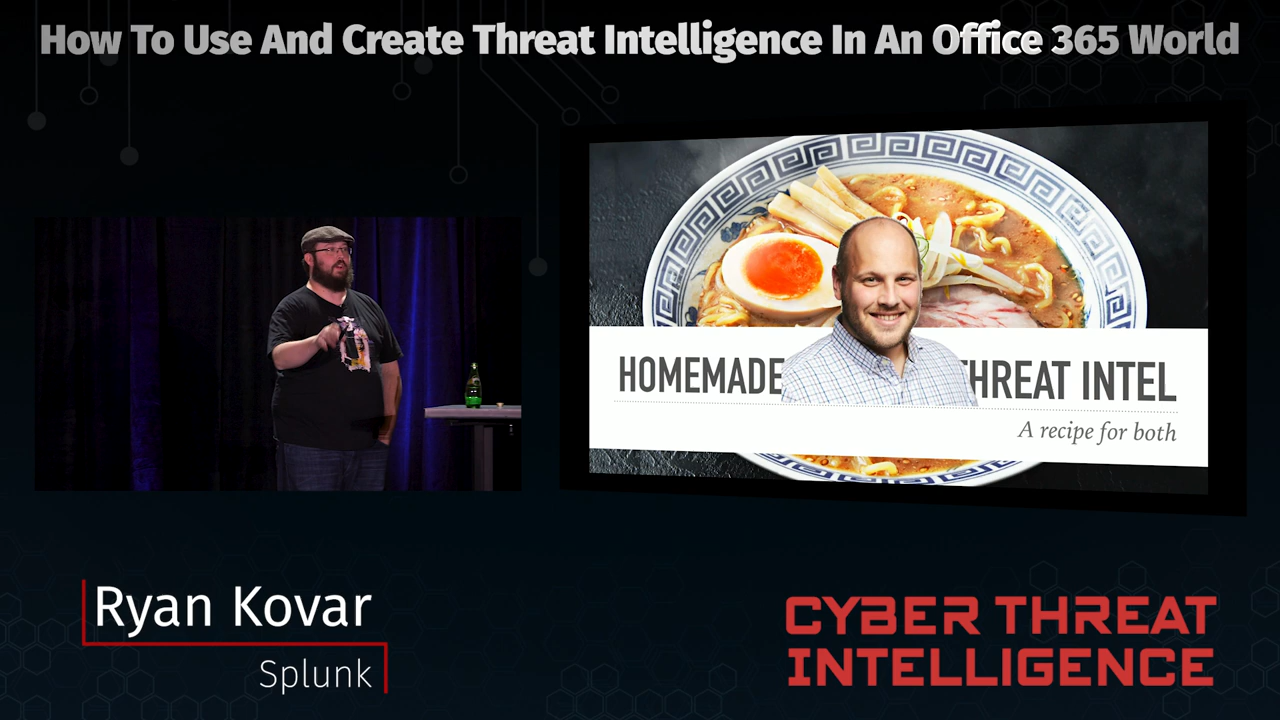 How To Use And Create Threat Intelligence In An Office 365 World
HOMEMADE THREAT INTEL
A recipe for both
Ryan Kovar
Splunk
CYBER THREAT
INTELLIGENCE